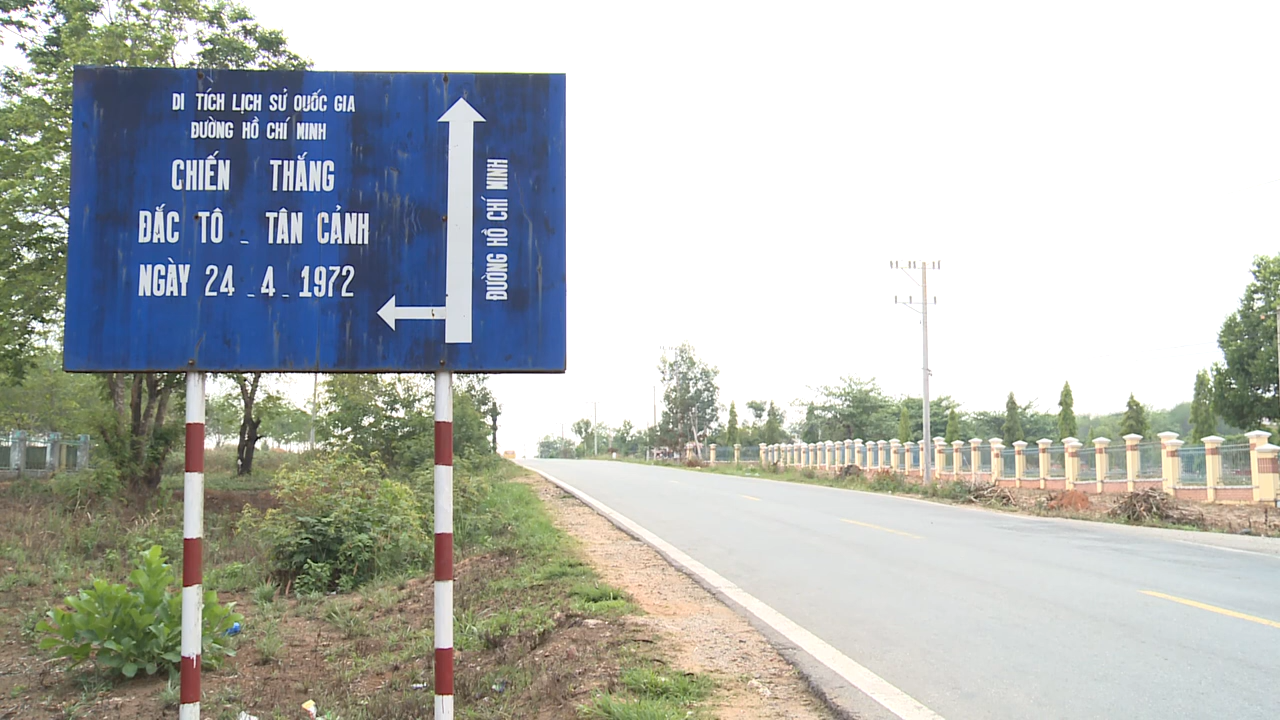 DI TÍCH LỊCH SỬ QUỐC GIA
ĐƯỜNG HỒ CHÍ MINH
CHIẾN THẮNG
ĐẮC TÔ _ TÂN CẢNH
NGÀY 24 _ 4 _ 1972
ĐƯỜNG HỒ CHÍ MINH